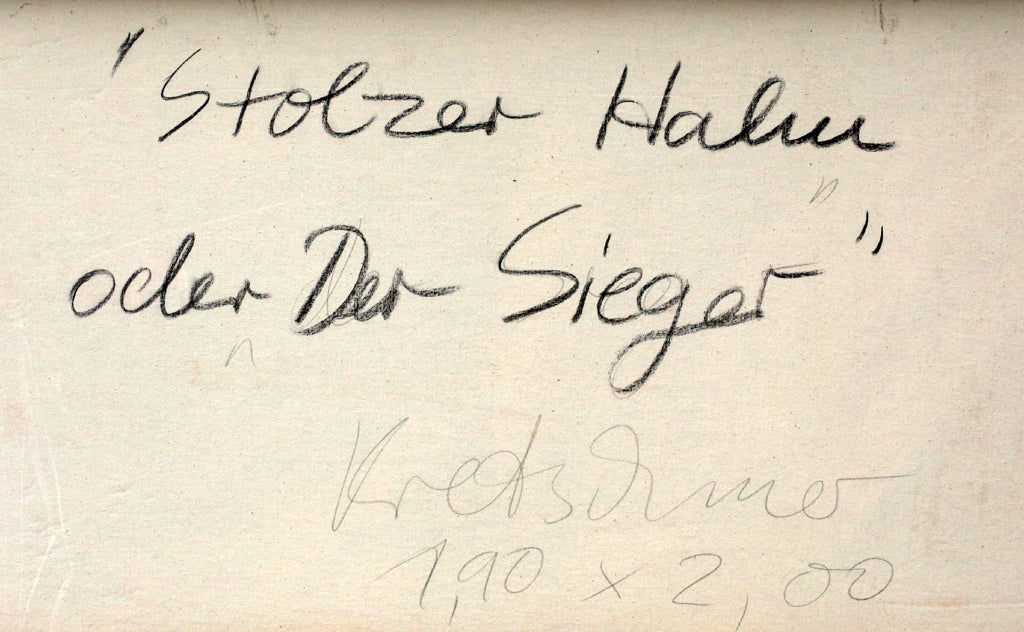 "Stolzer Hahn
oder Der Sieger"
Kretschmer
1,90 x 2,00